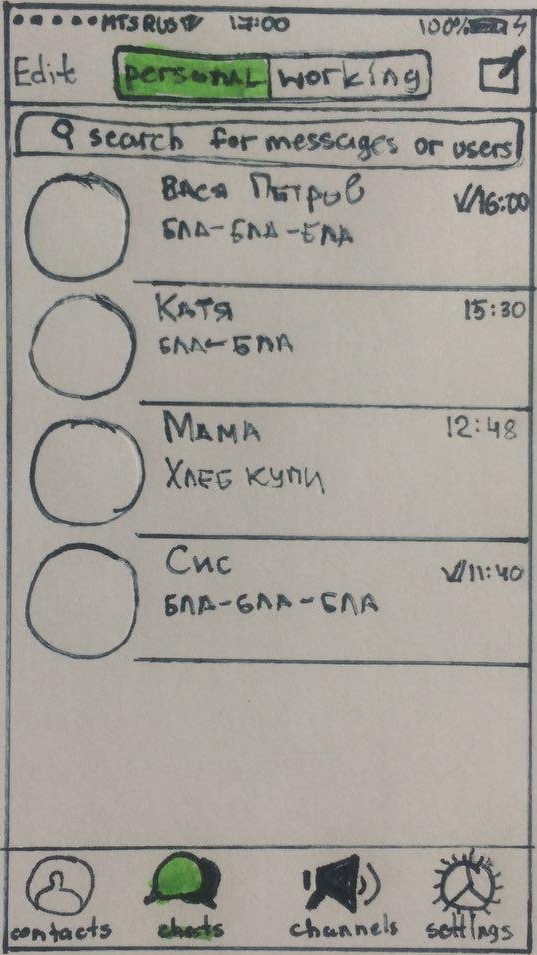 MTS RUS 17:00 100%
Edit personal working
search for messages or users
Вася Петров √/16:00
бла-бла-бла
Катя 15:30
бла-бла
Мама 12:48
Хлеб купи
Сис √/11:40
бла-бла-бла
contacts chats channels settings